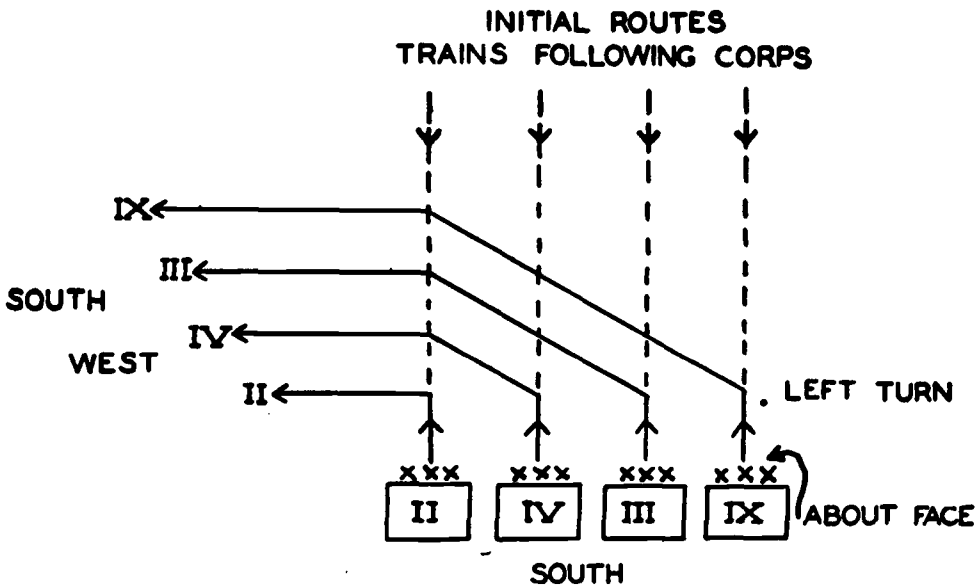 INITIAL ROUTES
TRAINS FOLLOWING CORPS
IX
III
SOUTH
IV
WEST
II
. LEFT TURN
xxx xxx xxx xxx
II IV III IX
ABOUT FACE
SOUTH